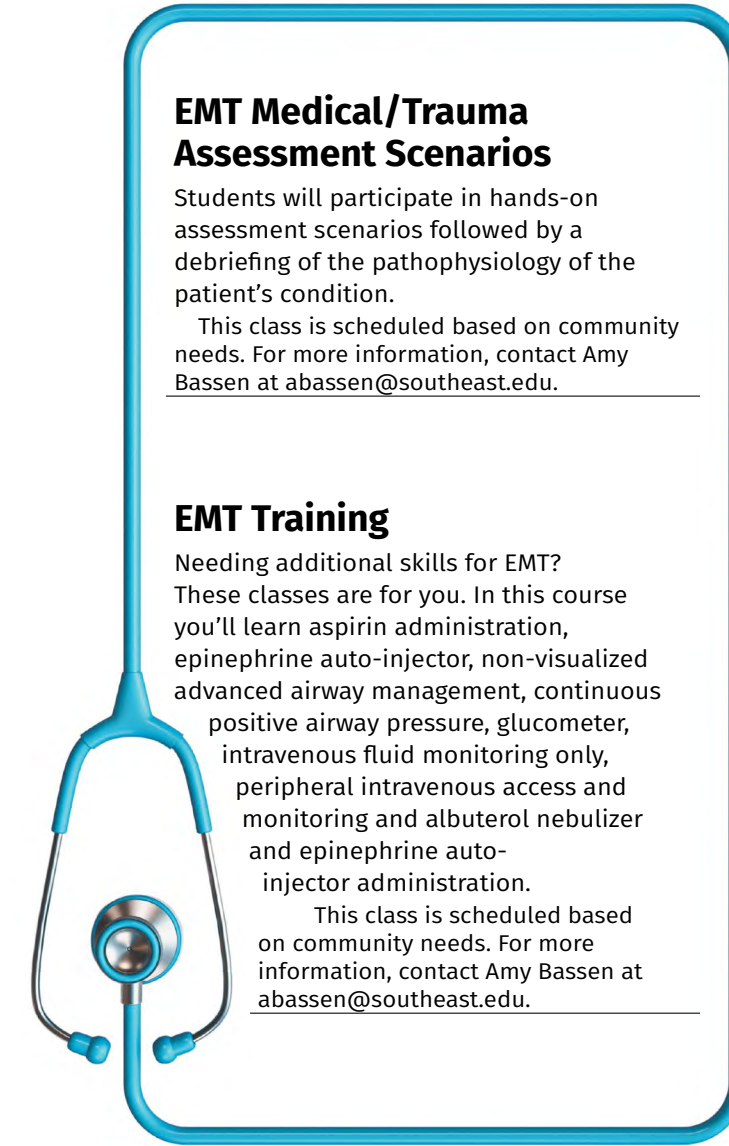 EMT Medical/Trauma
Assessment Scenarios
Students will participate in hands-on
assessment scenarios followed by a
debriefing of the pathophysiology of the
patient's condition.
This class is scheduled based on community
needs. For more information, contact Amy
Bassen at abassen@southeast.edu.
EMT Training
Needing additional skills for EMT?
These classes are for you. In this course
you'll learn aspirin administration,
epinephrine auto-injector, non-visualized
advanced airway management, continuous
positive airway pressure, glucometer,
intravenous fluid monitoring only,
peripheral intravenous access and
monitoring and albuterol nebulizer
and epinephrine auto-
injector administration.
This class is scheduled based
on community needs. For more
information, contact Amy Bassen at
abassen@southeast.edu.